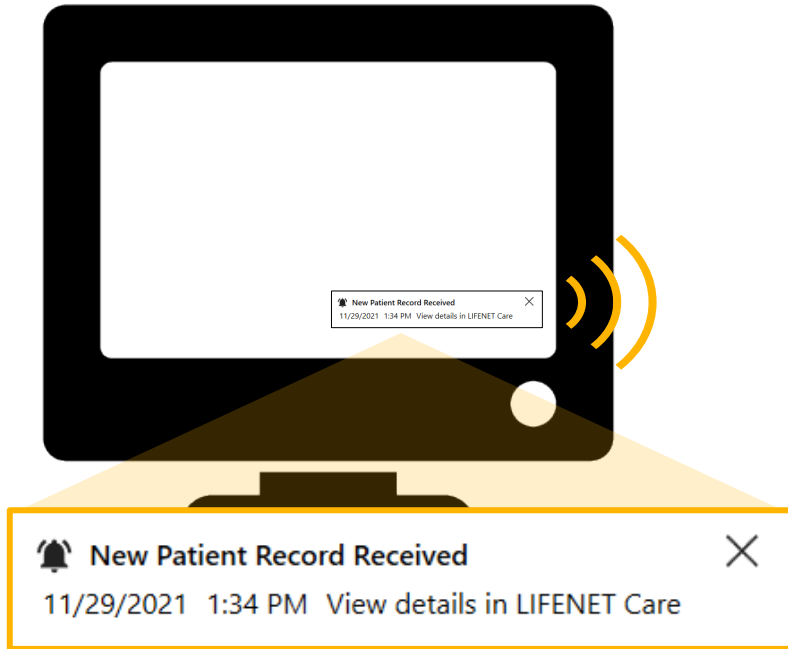 New Patient Record Received
11/29/2021 1:34 PM View details in LIFENET Care
New Patient Record Received
11/29/2021 1:34 PM View details in LIFENET Care